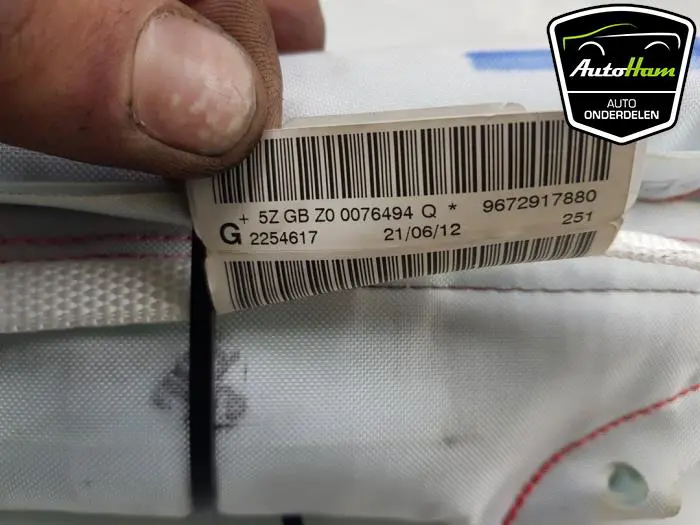 AutoHam
AUTO
ONDERDELEN
+ 5Z GB Z0 0076494 Q * 9672917880
G 2254617 21/06/12 251